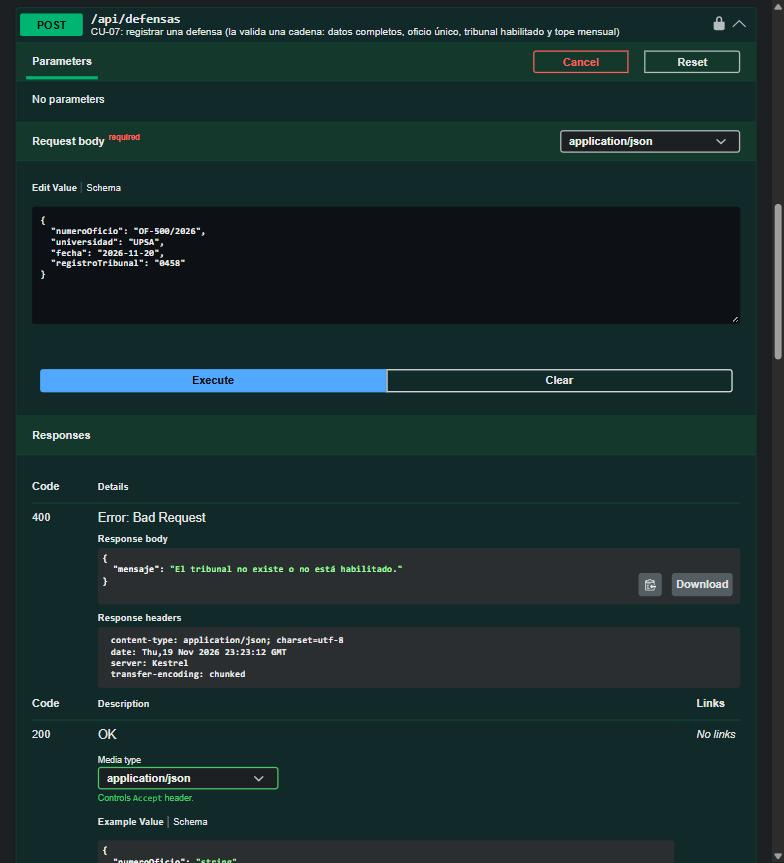 POST
/api/defensas
CU-07: registrar una defensa (la valida una cadena: datos completos, oficio único, tribunal habilitado y tope mensual)
Parameters
Cancel
Reset
No parameters
Request body required
application/json
Edit Value | Schema
{
"numeroOficio": "OF-500/2026",
"universidad": "UPSA",
"fecha": "2026-11-20",
"registroTribunal": "0458"
}
Execute
Clear
Responses
Code Details
400 Error: Bad Request
Response body
{
"mensaje": "El tribunal no existe o no está habilitado."
}
Download
Response headers
content-type: application/json; charset=utf-8
date: Thu,19 Nov 2026 23:23:12 GMT
server: Kestrel
transfer-encoding: chunked
Code Description Links
200 OK No links
Media type
application/json
Controls Accept header.
Example Value | Schema
{
"numeroOficio": "string",